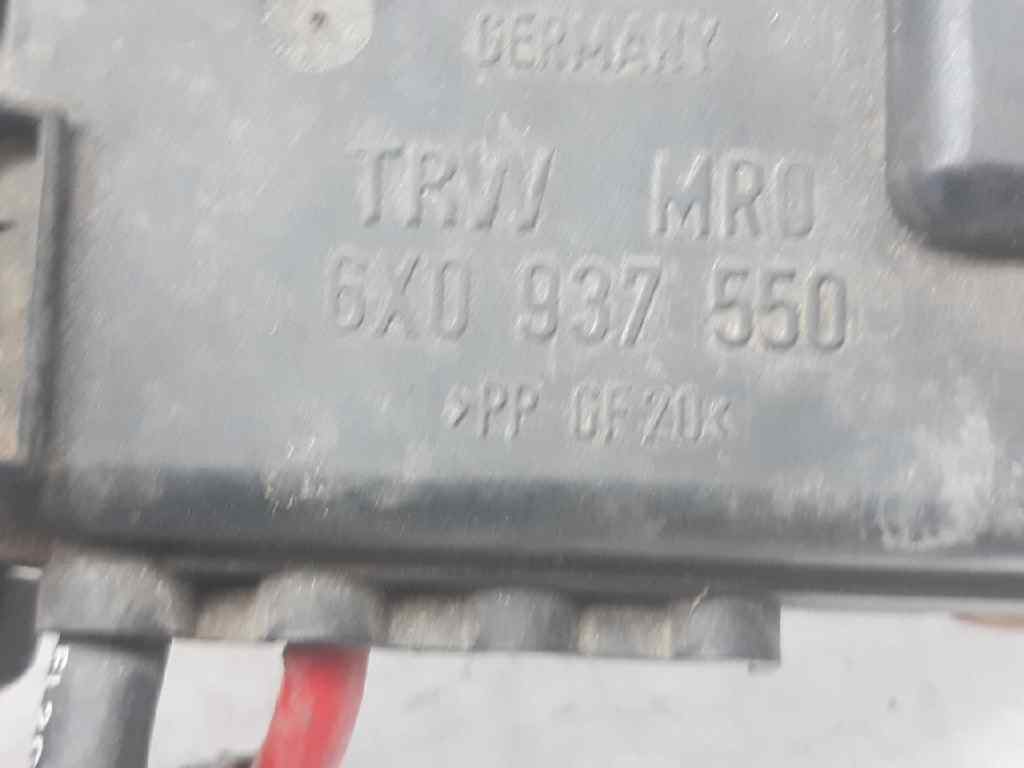 GERMANY
TRW MRO
6X0 937 550
>PP GF20<